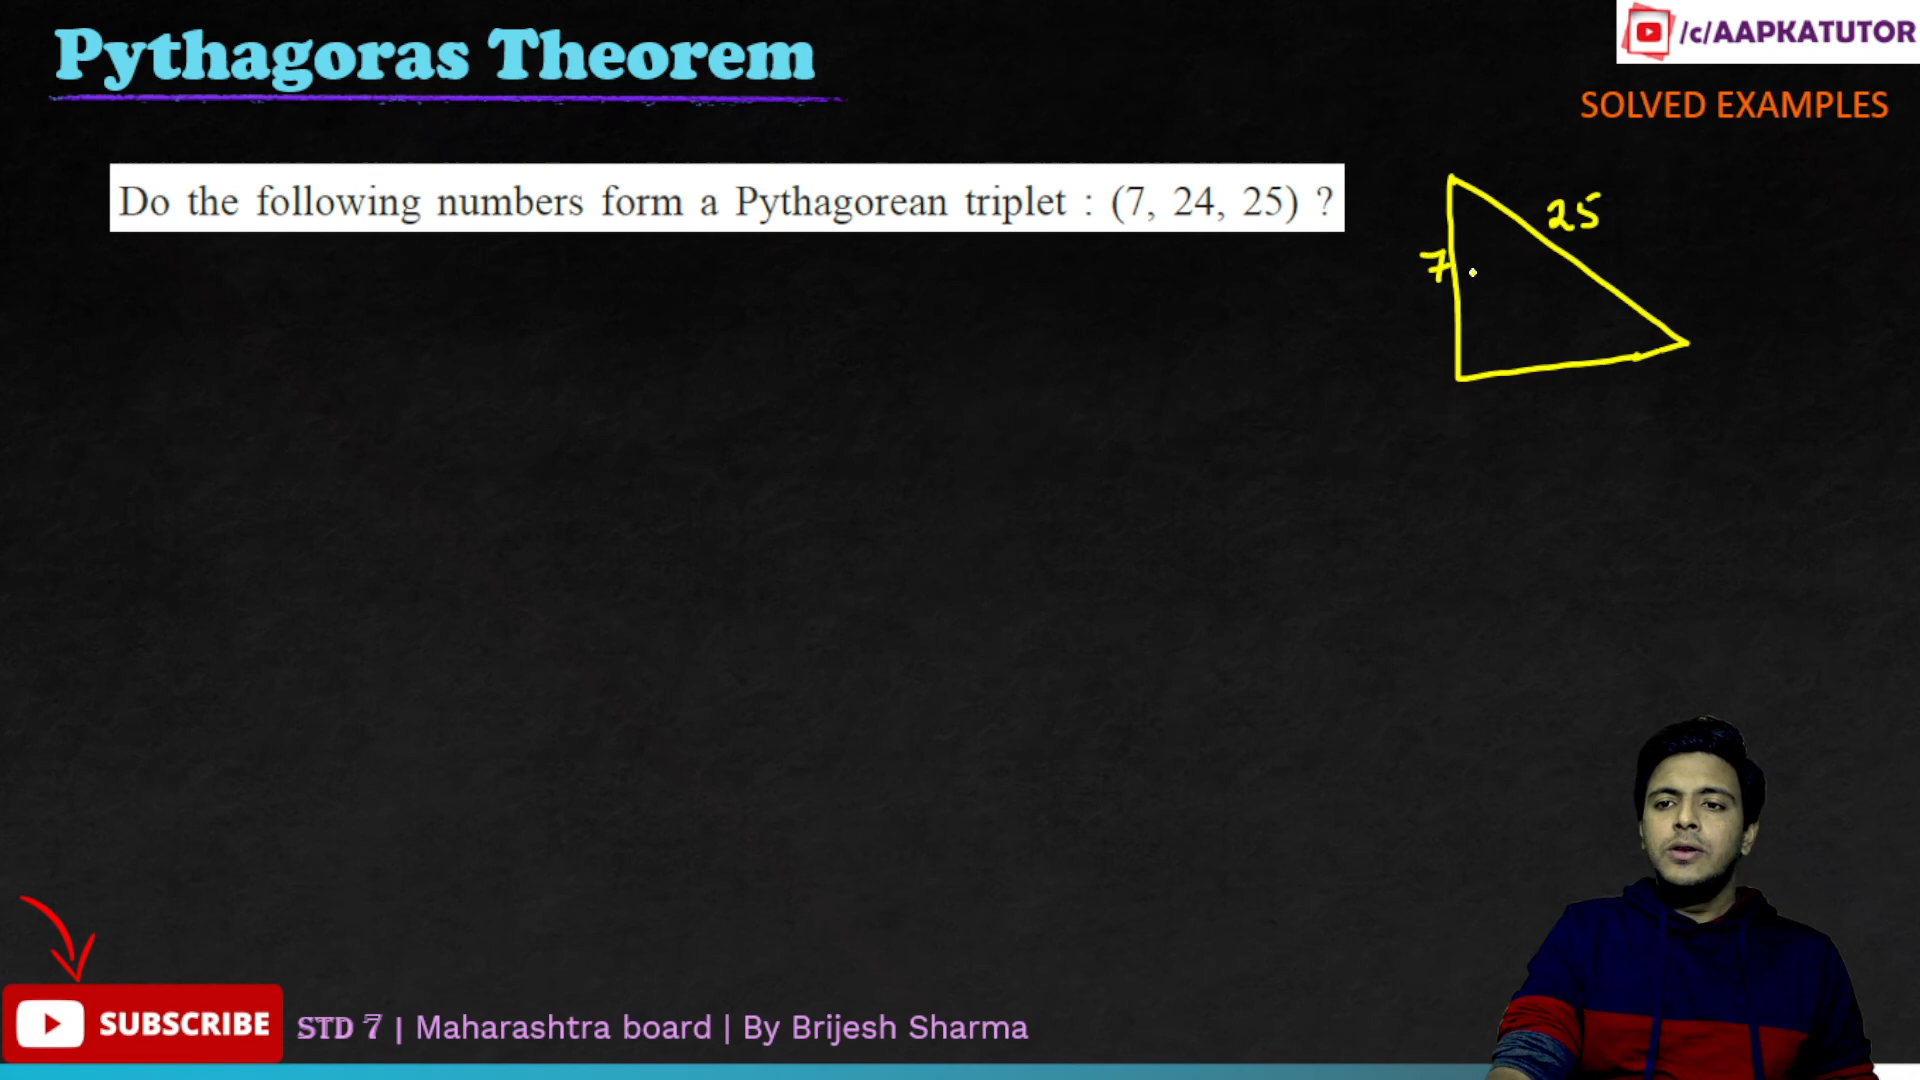 Pythagoras Theorem
/c/AAPKATUTOR
SOLVED EXAMPLES
Do the following numbers form a Pythagorean triplet : (7, 24, 25) ?
25
7
SUBSCRIBE
STD 7 | Maharashtra board | By Brijesh Sharma